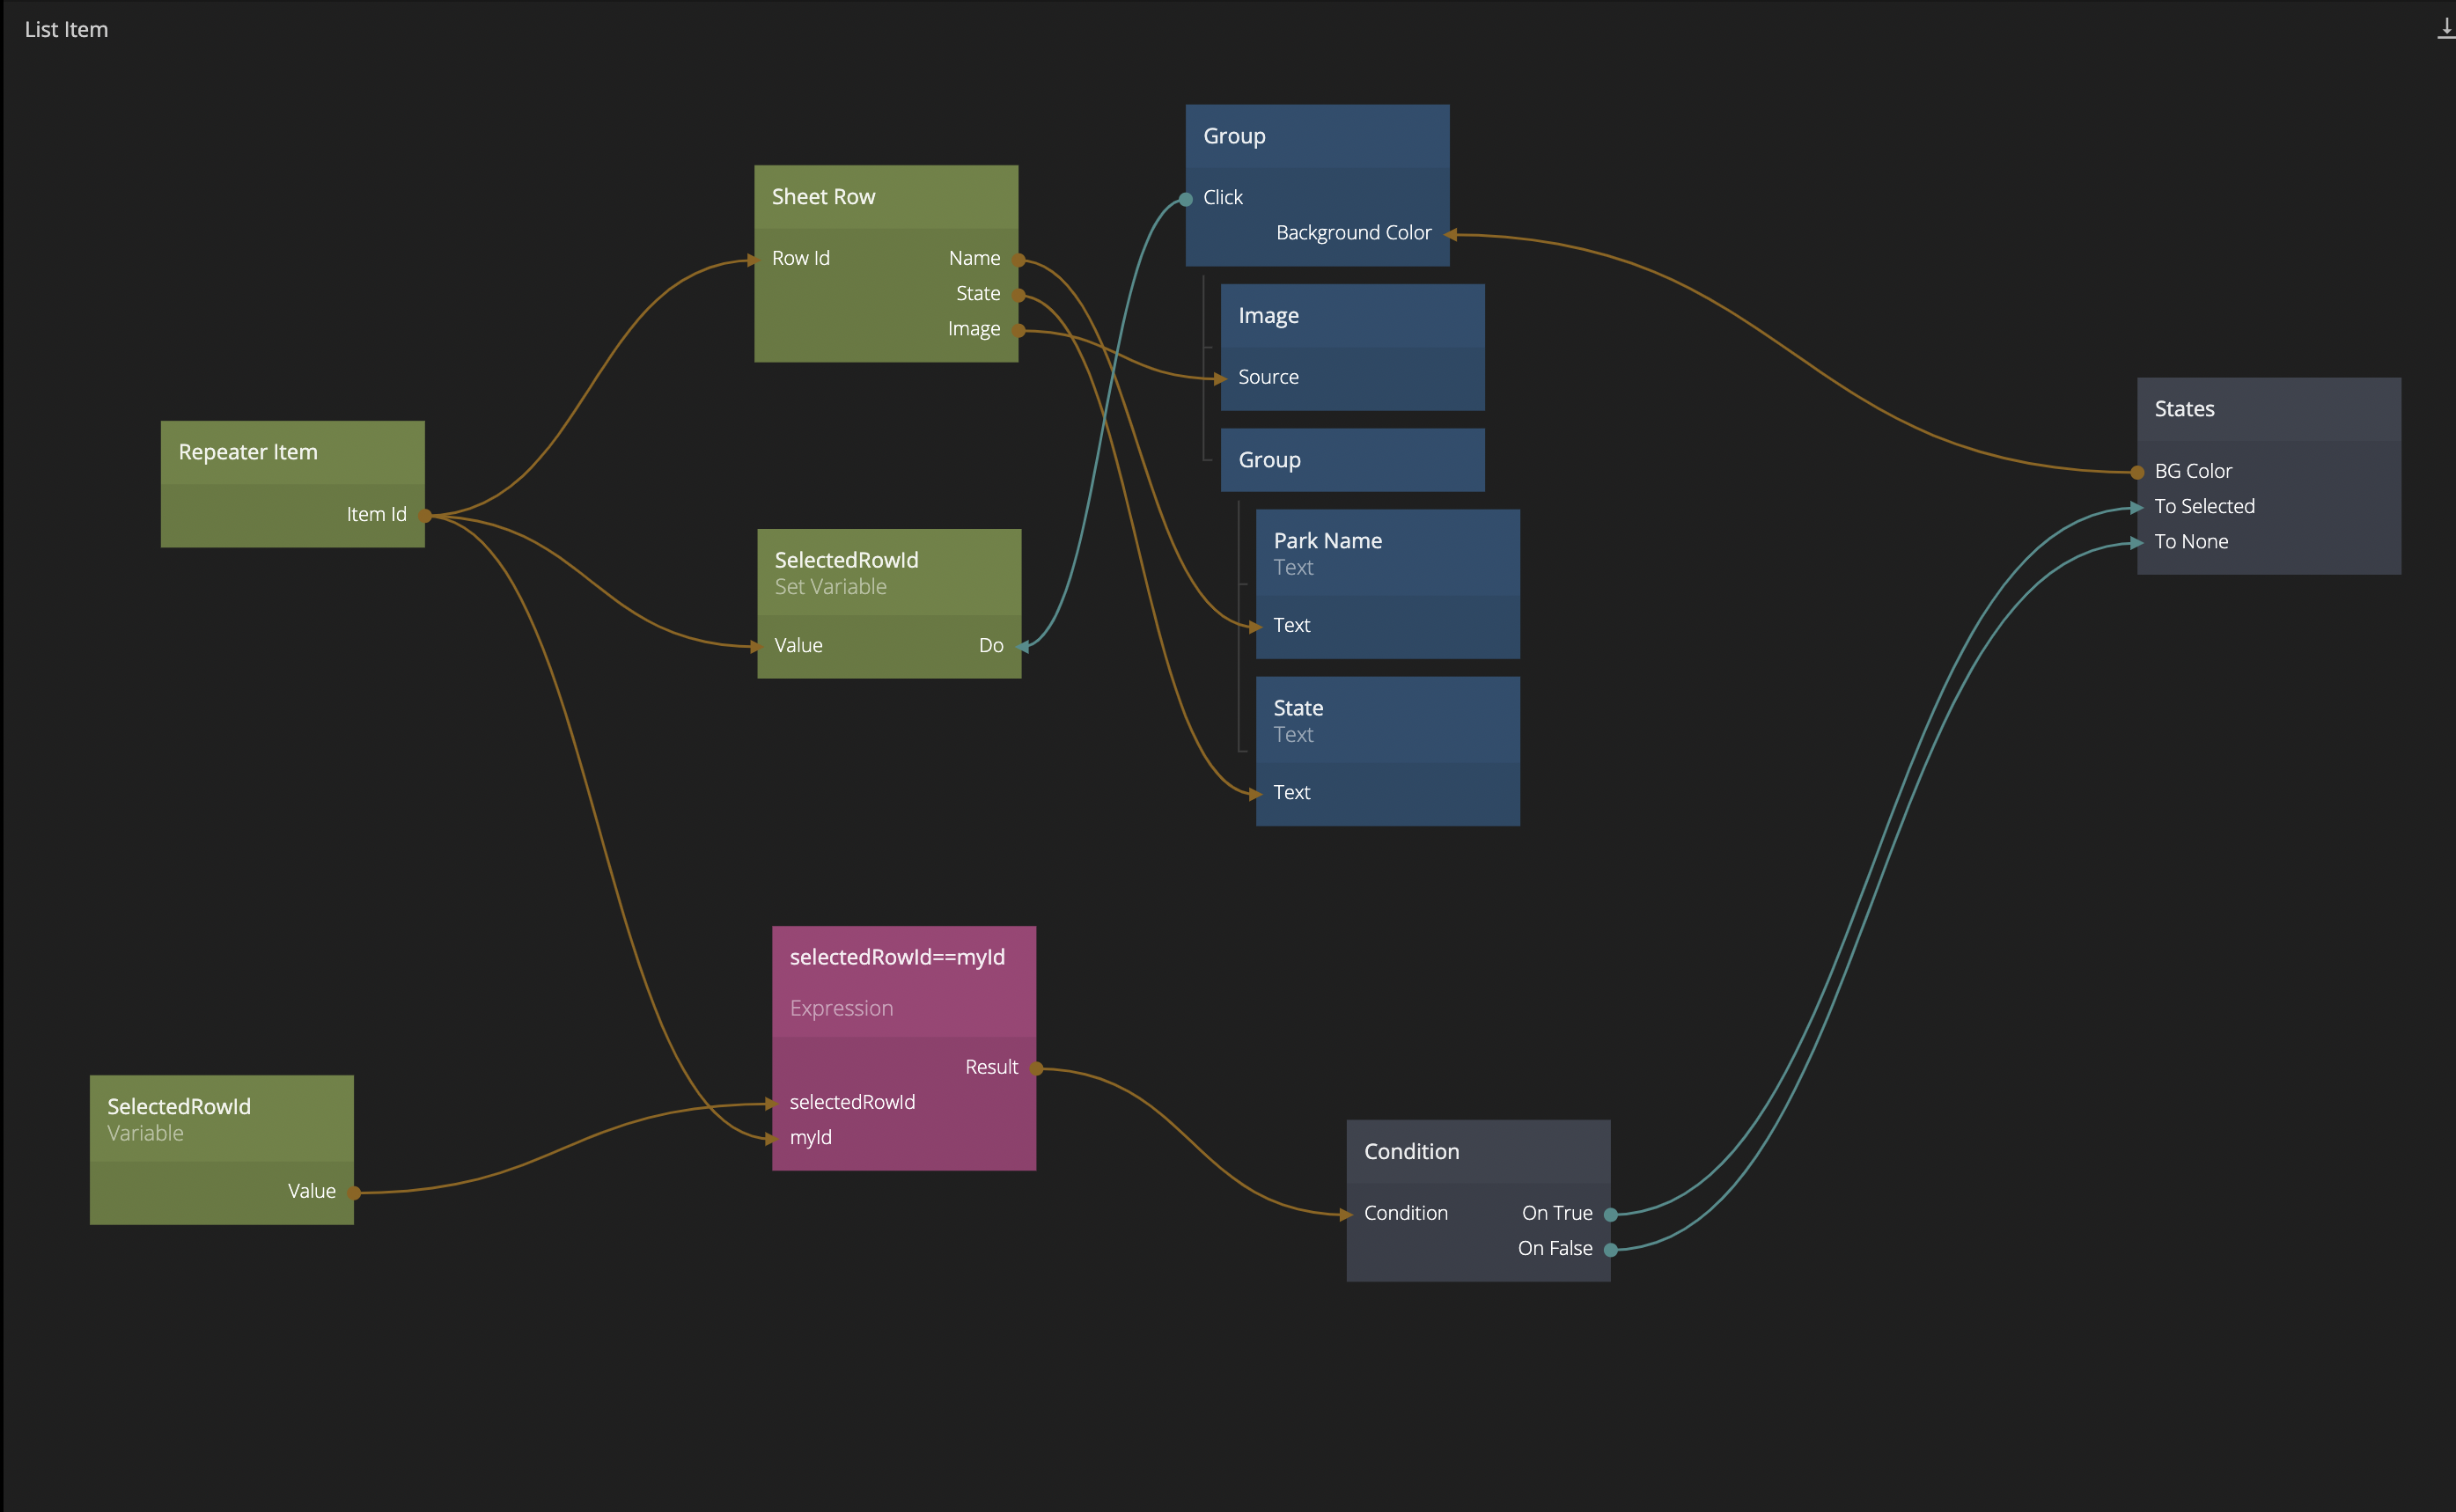 List Item
Group
Click
Background Color
Sheet Row
Row Id
Name
State
Image
Image
Source
Group
Repeater Item
Item Id
States
BG Color
To Selected
To None
SelectedRowId
Set Variable
Value
Do
Park Name
Text
Text
State
Text
Text
selectedRowId==myId
Expression
Result
selectedRowId
myId
SelectedRowId
Variable
Value
Condition
Condition
On True
On False